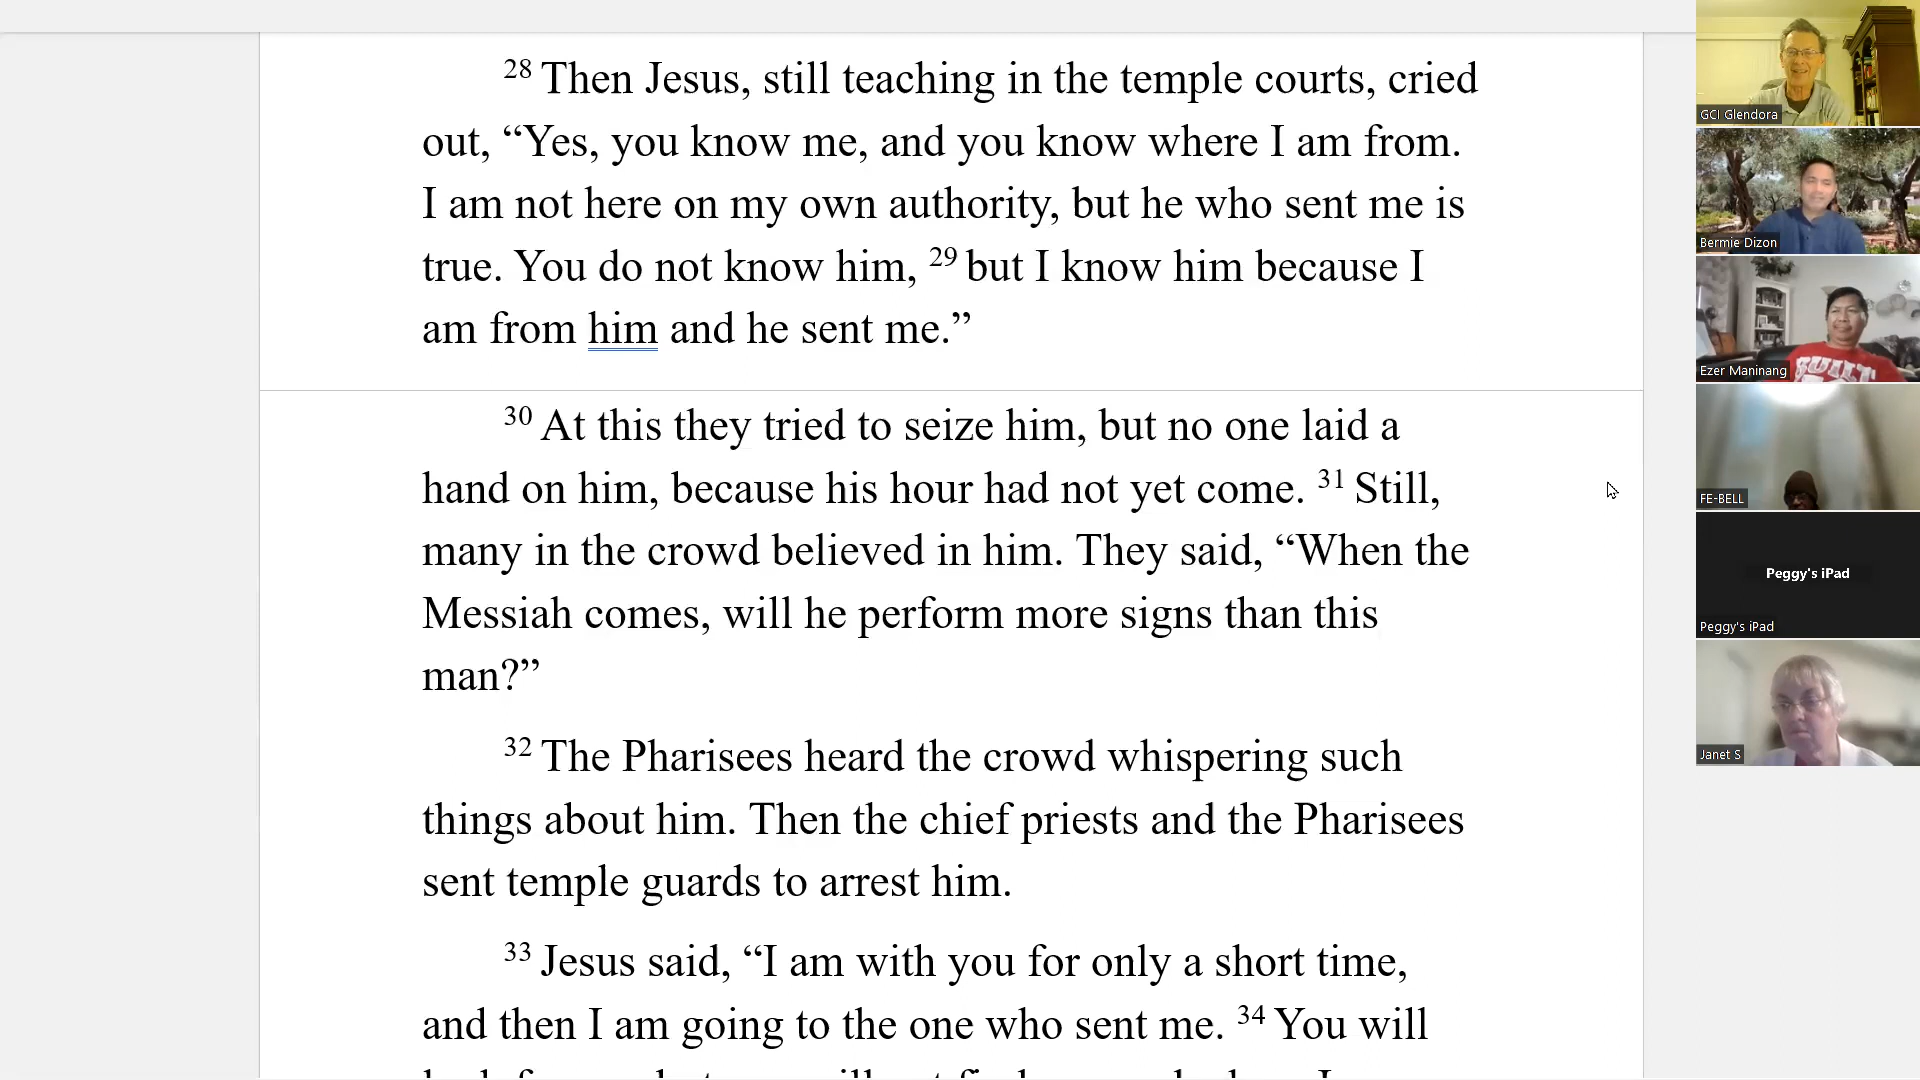 28 Then Jesus, still teaching in the temple courts, cried
out, “Yes, you know me, and you know where I am from.
I am not here on my own authority, but he who sent me is
true. You do not know him, 29 but I know him because I
am from him and he sent me.”
30 At this they tried to seize him, but no one laid a
hand on him, because his hour had not yet come. 31 Still,
many in the crowd believed in him. They said, “When the
Messiah comes, will he perform more signs than this
man?”
32 The Pharisees heard the crowd whispering such
things about him. Then the chief priests and the Pharisees
sent temple guards to arrest him.
33 Jesus said, “I am with you for only a short time,
and then I am going to the one who sent me. 34 You will
GCI Glendora
Bermie Dizon
Ezer Maninang
BUILT
FE-BELL
Peggy's iPad
Peggy's iPad
Janet S